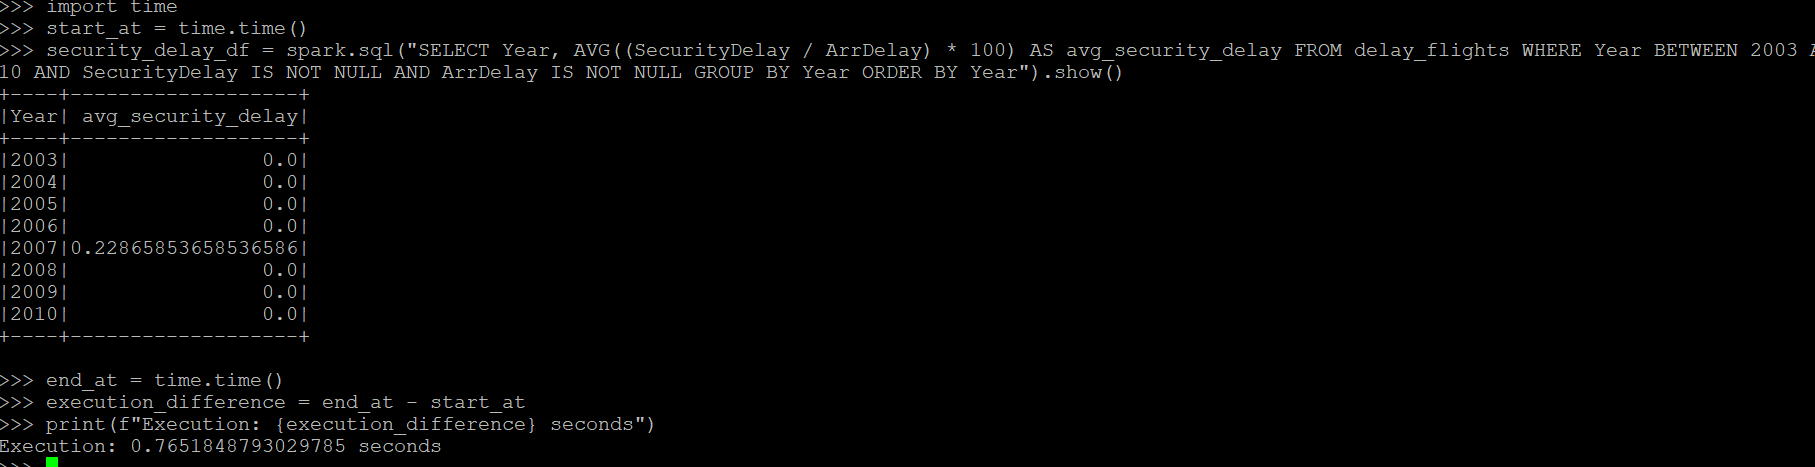 >>> import time
>>> start_at = time.time()
>>> security_delay_df = spark.sql("SELECT Year, AVG((SecurityDelay / ArrDelay) * 100) AS avg_security_delay FROM delay_flights WHERE Year BETWEEN 2003 A
10 AND SecurityDelay IS NOT NULL AND ArrDelay IS NOT NULL GROUP BY Year ORDER BY Year").show()
+----+-------------------+
|Year| avg_security_delay|
+----+-------------------+
|2003|                0.0|
|2004|                0.0|
|2005|                0.0|
|2006|                0.0|
|2007|0.22865853658536586|
|2008|                0.0|
|2009|                0.0|
|2010|                0.0|
+----+-------------------+
>>> end_at = time.time()
>>> execution_difference = end_at - start_at
>>> print(f"Execution: {execution_difference} seconds")
Execution: 0.7651848793029785 seconds
>>>